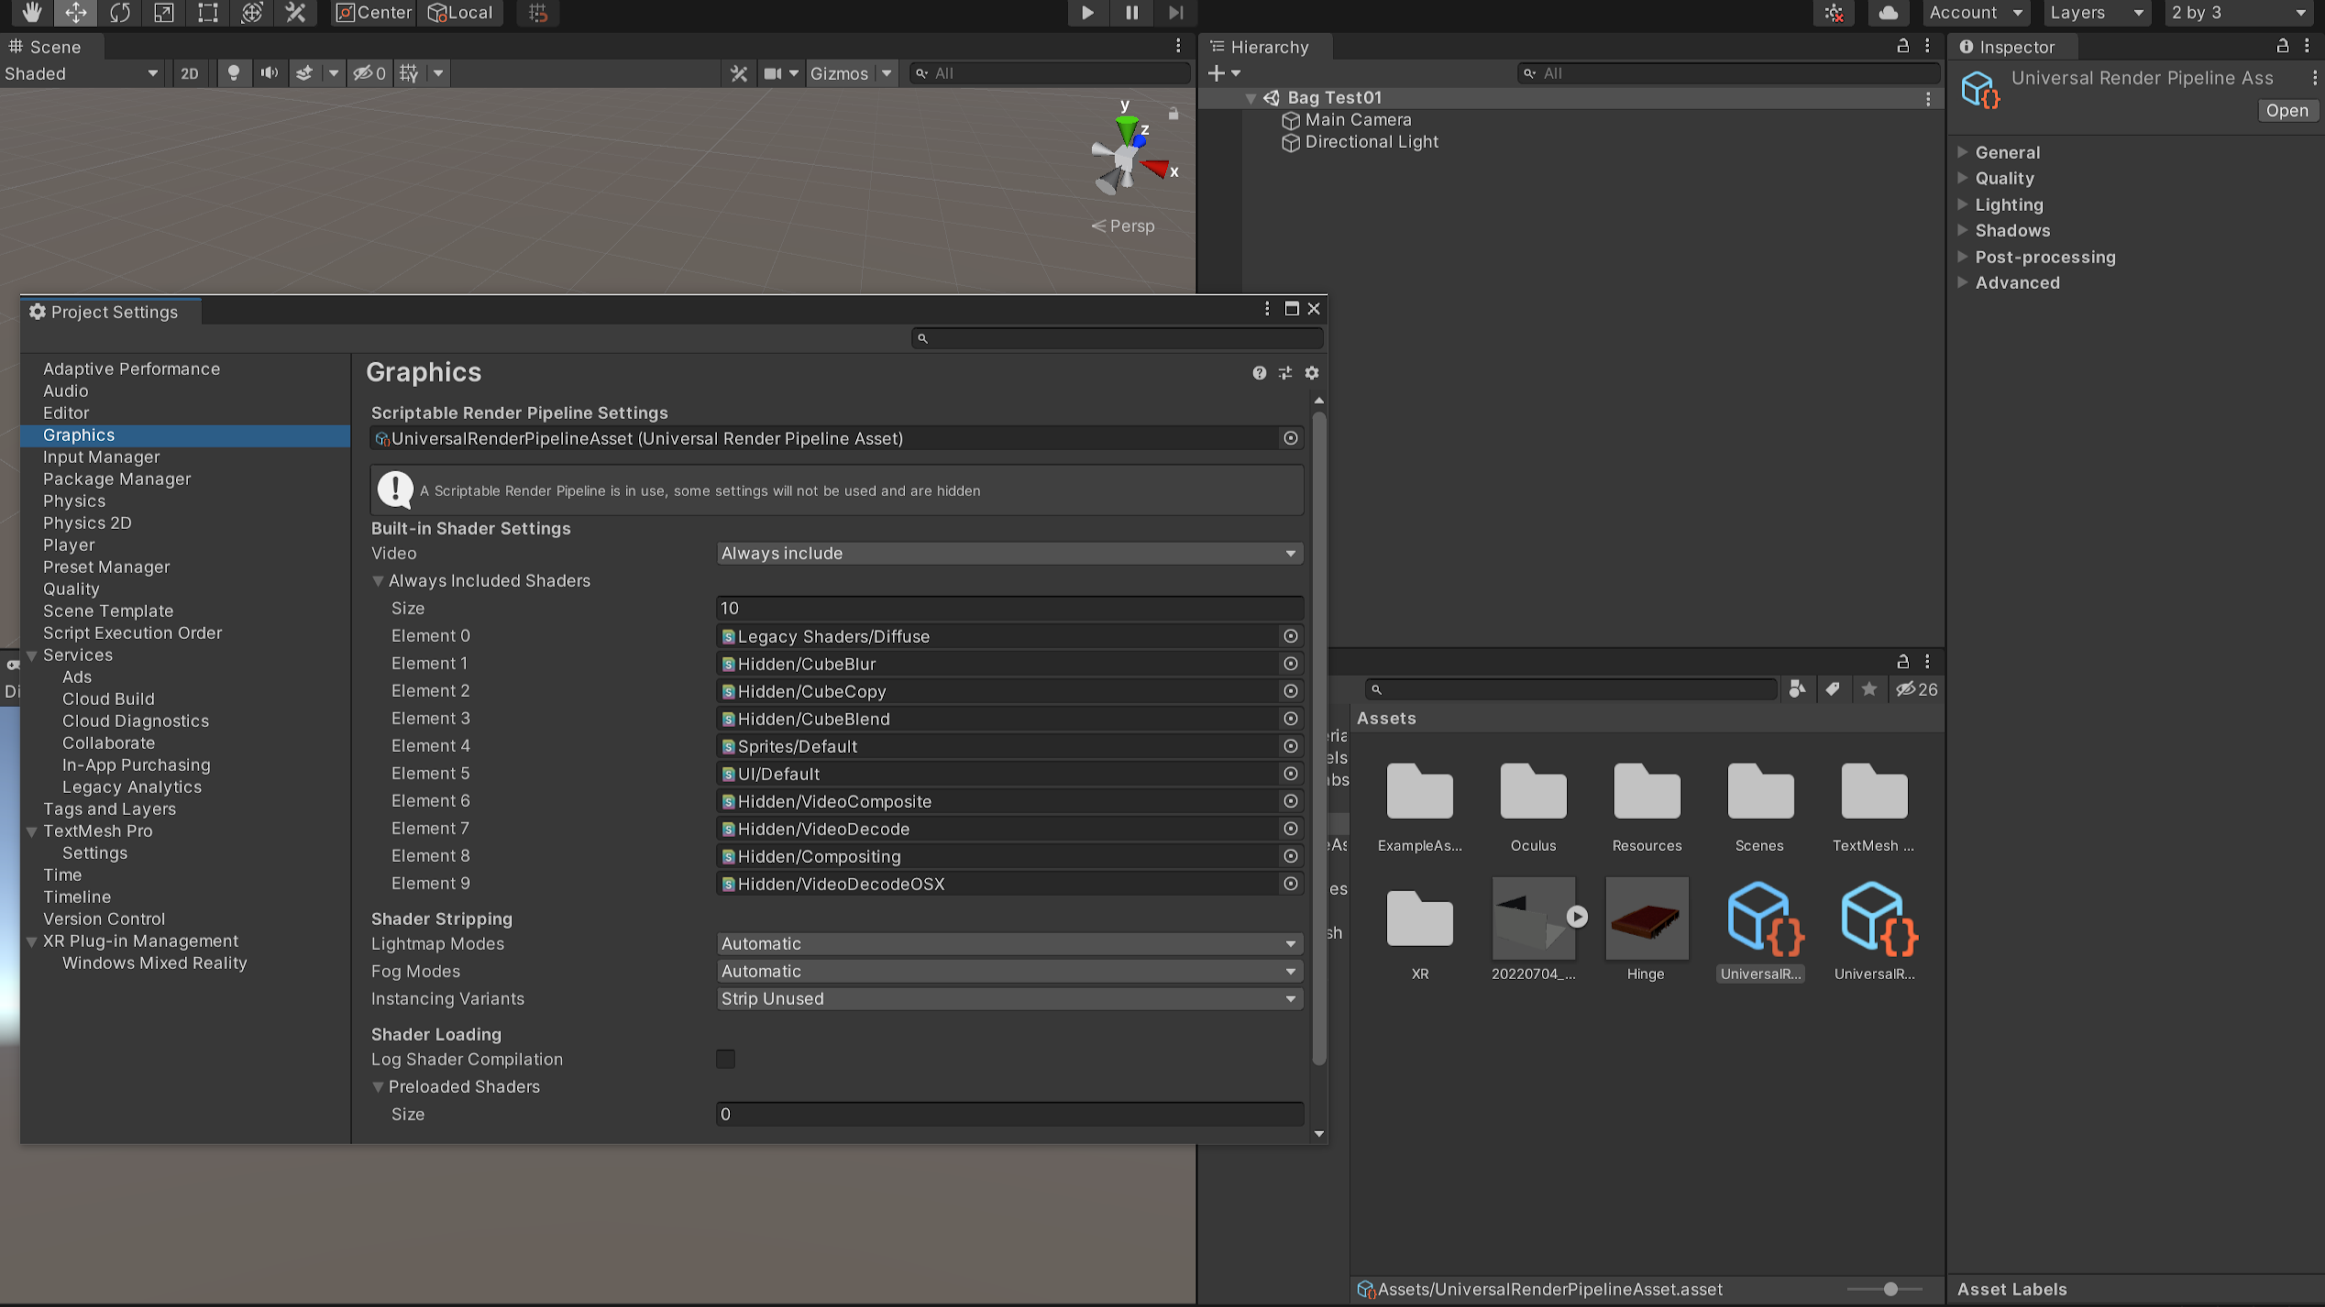 Center
Local
Account
Layers
2 by 3
Scene
Shaded
2D
0
Gizmos
All
y
z
x
Persp
Hierarchy
All
Bag Test01
Main Camera
Directional Light
Inspector
Universal Render Pipeline Ass
Open
General
Quality
Lighting
Shadows
Post-processing
Advanced
Project Settings
Adaptive Performance
Audio
Editor
Graphics
Input Manager
Package Manager
Physics
Physics 2D
Player
Preset Manager
Quality
Scene Template
Script Execution Order
Services
Ads
Cloud Build
Cloud Diagnostics
Collaborate
In-App Purchasing
Legacy Analytics
Tags and Layers
TextMesh Pro
Settings
Time
Timeline
Version Control
XR Plug-in Management
Windows Mixed Reality
Graphics
Scriptable Render Pipeline Settings
UniversalRenderPipelineAsset (Universal Render Pipeline Asset)
A Scriptable Render Pipeline is in use, some settings will not be used and are hidden
Built-in Shader Settings
Video Always include
Always Included Shaders
Size 10
Element 0 Legacy Shaders/Diffuse
Element 1 Hidden/CubeBlur
Element 2 Hidden/CubeCopy
Element 3 Hidden/CubeBlend
Element 4 Sprites/Default
Element 5 UI/Default
Element 6 Hidden/VideoComposite
Element 7 Hidden/VideoDecode
Element 8 Hidden/Compositing
Element 9 Hidden/VideoDecodeOSX
Shader Stripping
Lightmap Modes Automatic
Fog Modes Automatic
Instancing Variants Strip Unused
Shader Loading
Log Shader Compilation
Preloaded Shaders
Size 0
Di
26
Assets
ria
els
abs
eAs
es
sh
ExampleAs...
Oculus
Resources
Scenes
TextMesh ...
XR
20220704_...
Hinge
UniversalR...
UniversalR...
Assets/UniversalRenderPipelineAsset.asset
Asset Labels